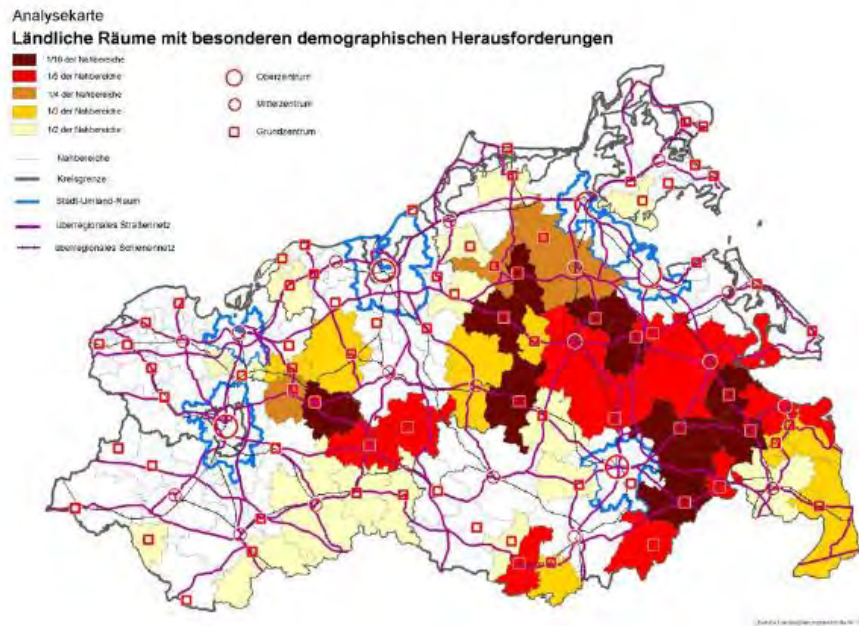 Analysekarte
Ländliche Räume mit besonderen demographischen Herausforderungen
1/10 der Nahbereiche
1/5 der Nahbereiche
1/4 der Nahbereiche
1/3 der Nahbereiche
1/2 der Nahbereiche
Oberzentrum
Mittelzentrum
Grundzentrum
Nahbereiche
Kreisgrenze
Stadt-Umland-Raum
überregionales Straßennetz
überregionales Schienennetz